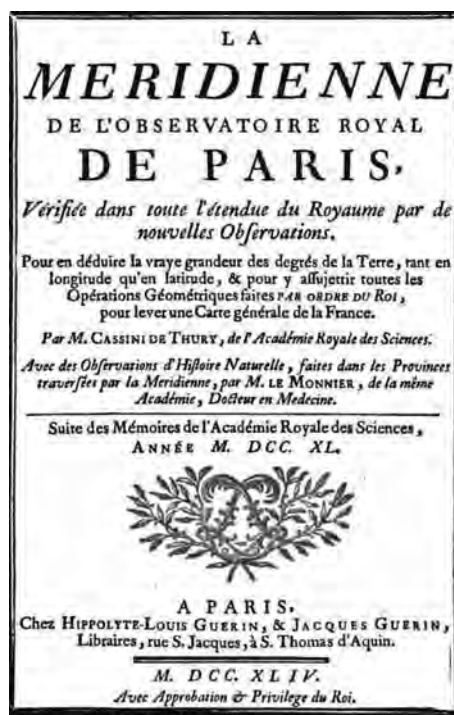 LA
MERIDIENNE
DE L'OBSERVATOIRE ROYAL
DE PARIS,
Vérifiée dans toute l'étendue du Royaume par de
nouvelles Obſervations.
Pour en déduire la vraye grandeur des degrés de la Terre, tant en
longitude qu'en latitude, & pour y aſſujettir toutes les
Opérations Géométriques faites PAR ORDRE DU ROI,
pour lever une Carte générale de la France.
Par M. CASSINI DE THURY, de l'Académie Royale des Sciences.
Avec des Obſervations d'Hiſtoire Naturelle, faites dans les Provinces
traverſées par la Meridienne, par M. LE MONNIER, de la même
Académie, Docteur en Medecine.
Suite des Mémoires de l'Académie Royale des Sciences,
ANNÉE M. DCC. XL.
A PARIS,
Chez HIPPOLYTE-LOUIS GUERIN, & JACQUES GUERIN,
Libraires, rue S. Jacques, à S. Thomas d'Aquin.
M. DCC. XLIV.
Avec Approbation & Privilege du Roi.